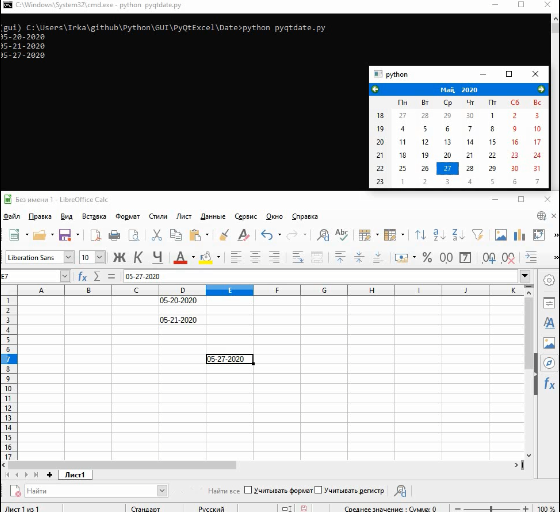 C:\Windows\System32\cmd.exe - python pyqtdate.py
(gui) C:\Users\Irka\github\Python\GUI\PyQtExcel\Date>python pyqtdate.py
05-20-2020
05-21-2020
05-27-2020
python
Май, 2020
Пн Вт Ср Чт Пт Сб Вс
18 27 28 29 30 1 2 3
19 4 5 6 7 8 9 10
20 11 12 13 14 15 16 17
21 18 19 20 21 22 23 24
22 25 26 27 28 29 30 31
23 1 2 3 4 5 6 7
Без имени 1 - LibreOffice Calc
Файл Правка Вид Вставка Формат Стили Лист Данные Сервис Окно Справка
Liberation Sans 10 Ж К Ч A % 0.0
E7 fx Σ = 05-27-2020
A B C D E F G H I J K
1 05-20-2020
2
3 05-21-2020
4
5
6
7 05-27-2020
8
9
10
11
12
13
14
15
16
17
Лист1
Найти Найти все Учитывать формат Учитывать регистр
Лист 1 из 1 Стандарт Русский Среднее значение: ; Сумма: 0 100 %